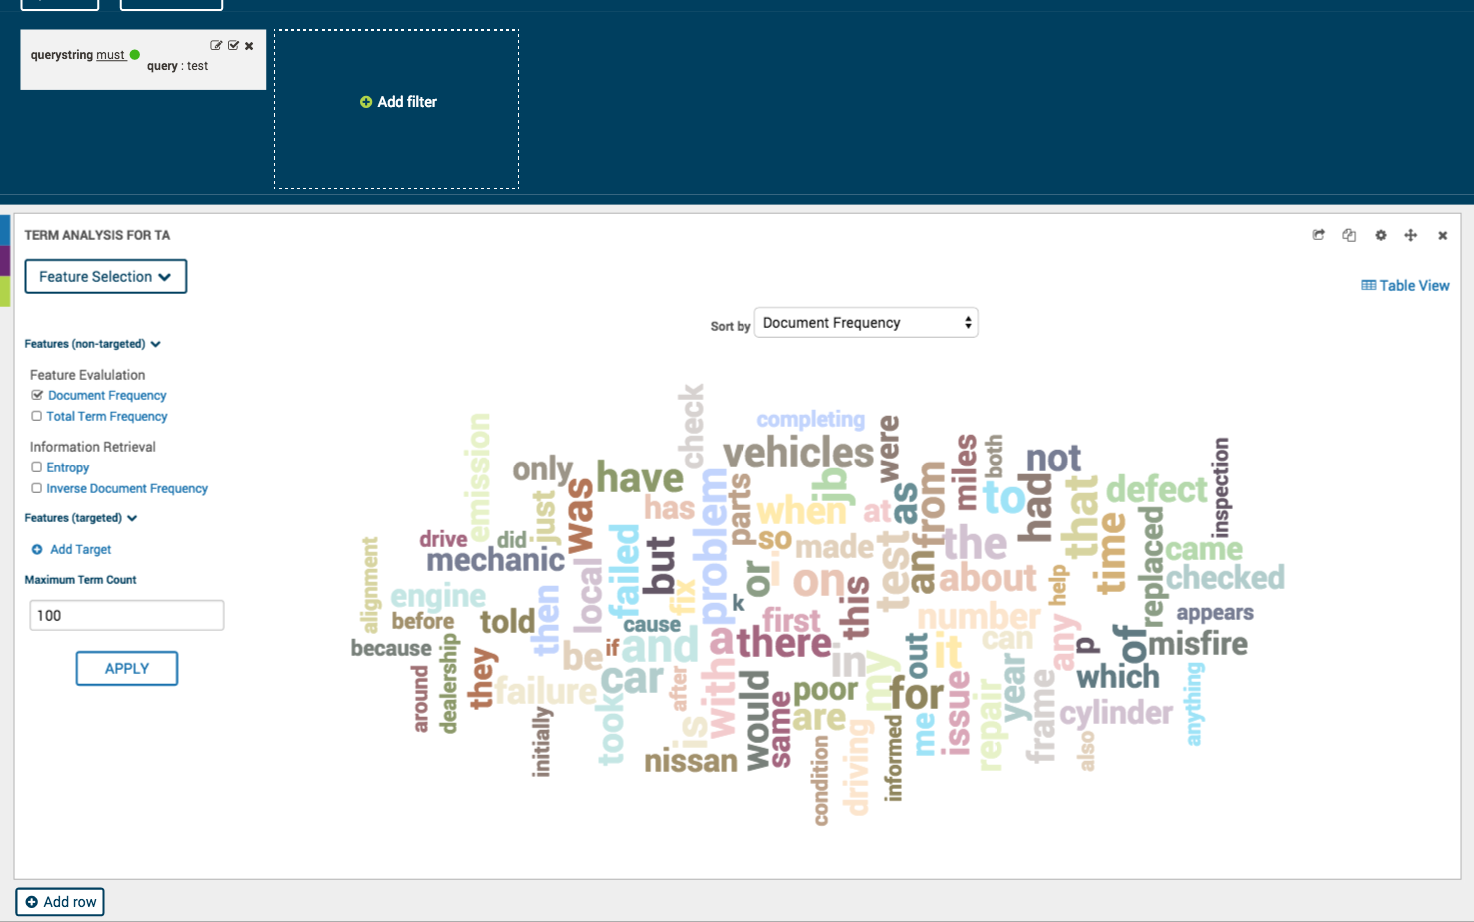 querystring must
query : test
Add filter
TERM ANALYSIS FOR TA
Feature Selection
Table View
Sort by Document Frequency
Features (non-targeted)
Feature Evalulation
Document Frequency
Total Term Frequency
Information Retrieval
Entropy
Inverse Document Frequency
Features (targeted)
Add Target
Maximum Term Count
100
APPLY
check
completing
emission
vehicles
were
miles
both
not
inspection
only
have
problem
parts
jb
as
from
to
had
that
defect
just
was
has
when
at
drive
did
mechanic
failed
but
so
made
test
an
the
time
replaced
came
checked
alignment
engine
then
local
fix
i
or
on
this
about
help
before
told
k
first
number
appears
because
cause
if
and
a
there
in
my
out
it
can
any
p
of
misfire
be
around
dealership
they
failure
car
after
with
would
same
poor
are
for
me
issue
repair
year
frame
which
cylinder
anything
initially
took
is
nissan
condition
driving
informed
also
Add row